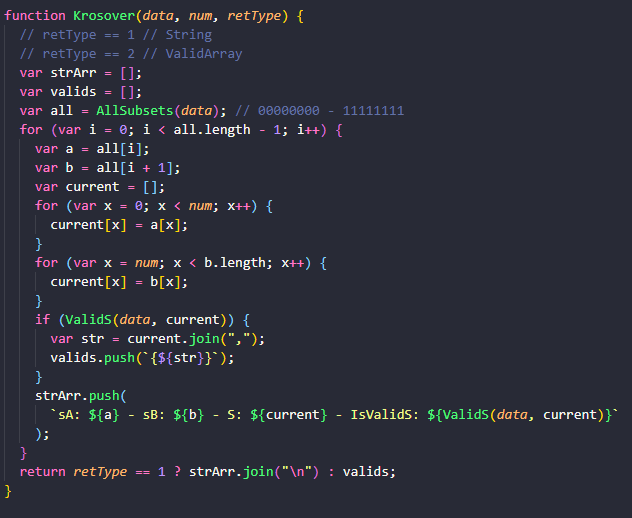 function Krosover(data, num, retType) {
  // retType == 1 // String
  // retType == 2 // ValidArray
  var strArr = [];
  var valids = [];
  var all = AllSubsets(data); // 00000000 - 11111111
  for (var i = 0; i < all.length - 1; i++) {
    var a = all[i];
    var b = all[i + 1];
    var current = [];
    for (var x = 0; x < num; x++) {
      current[x] = a[x];
    }
    for (var x = num; x < b.length; x++) {
      current[x] = b[x];
    }
    if (ValidS(data, current)) {
      var str = current.join(",");
      valids.push(`{${str}}`);
    }
    strArr.push(
      `sA: ${a} - sB: ${b} - S: ${current} - IsValidS: ${ValidS(data, current)}`
    );
  }
  return retType == 1 ? strArr.join("\n") : valids;
}